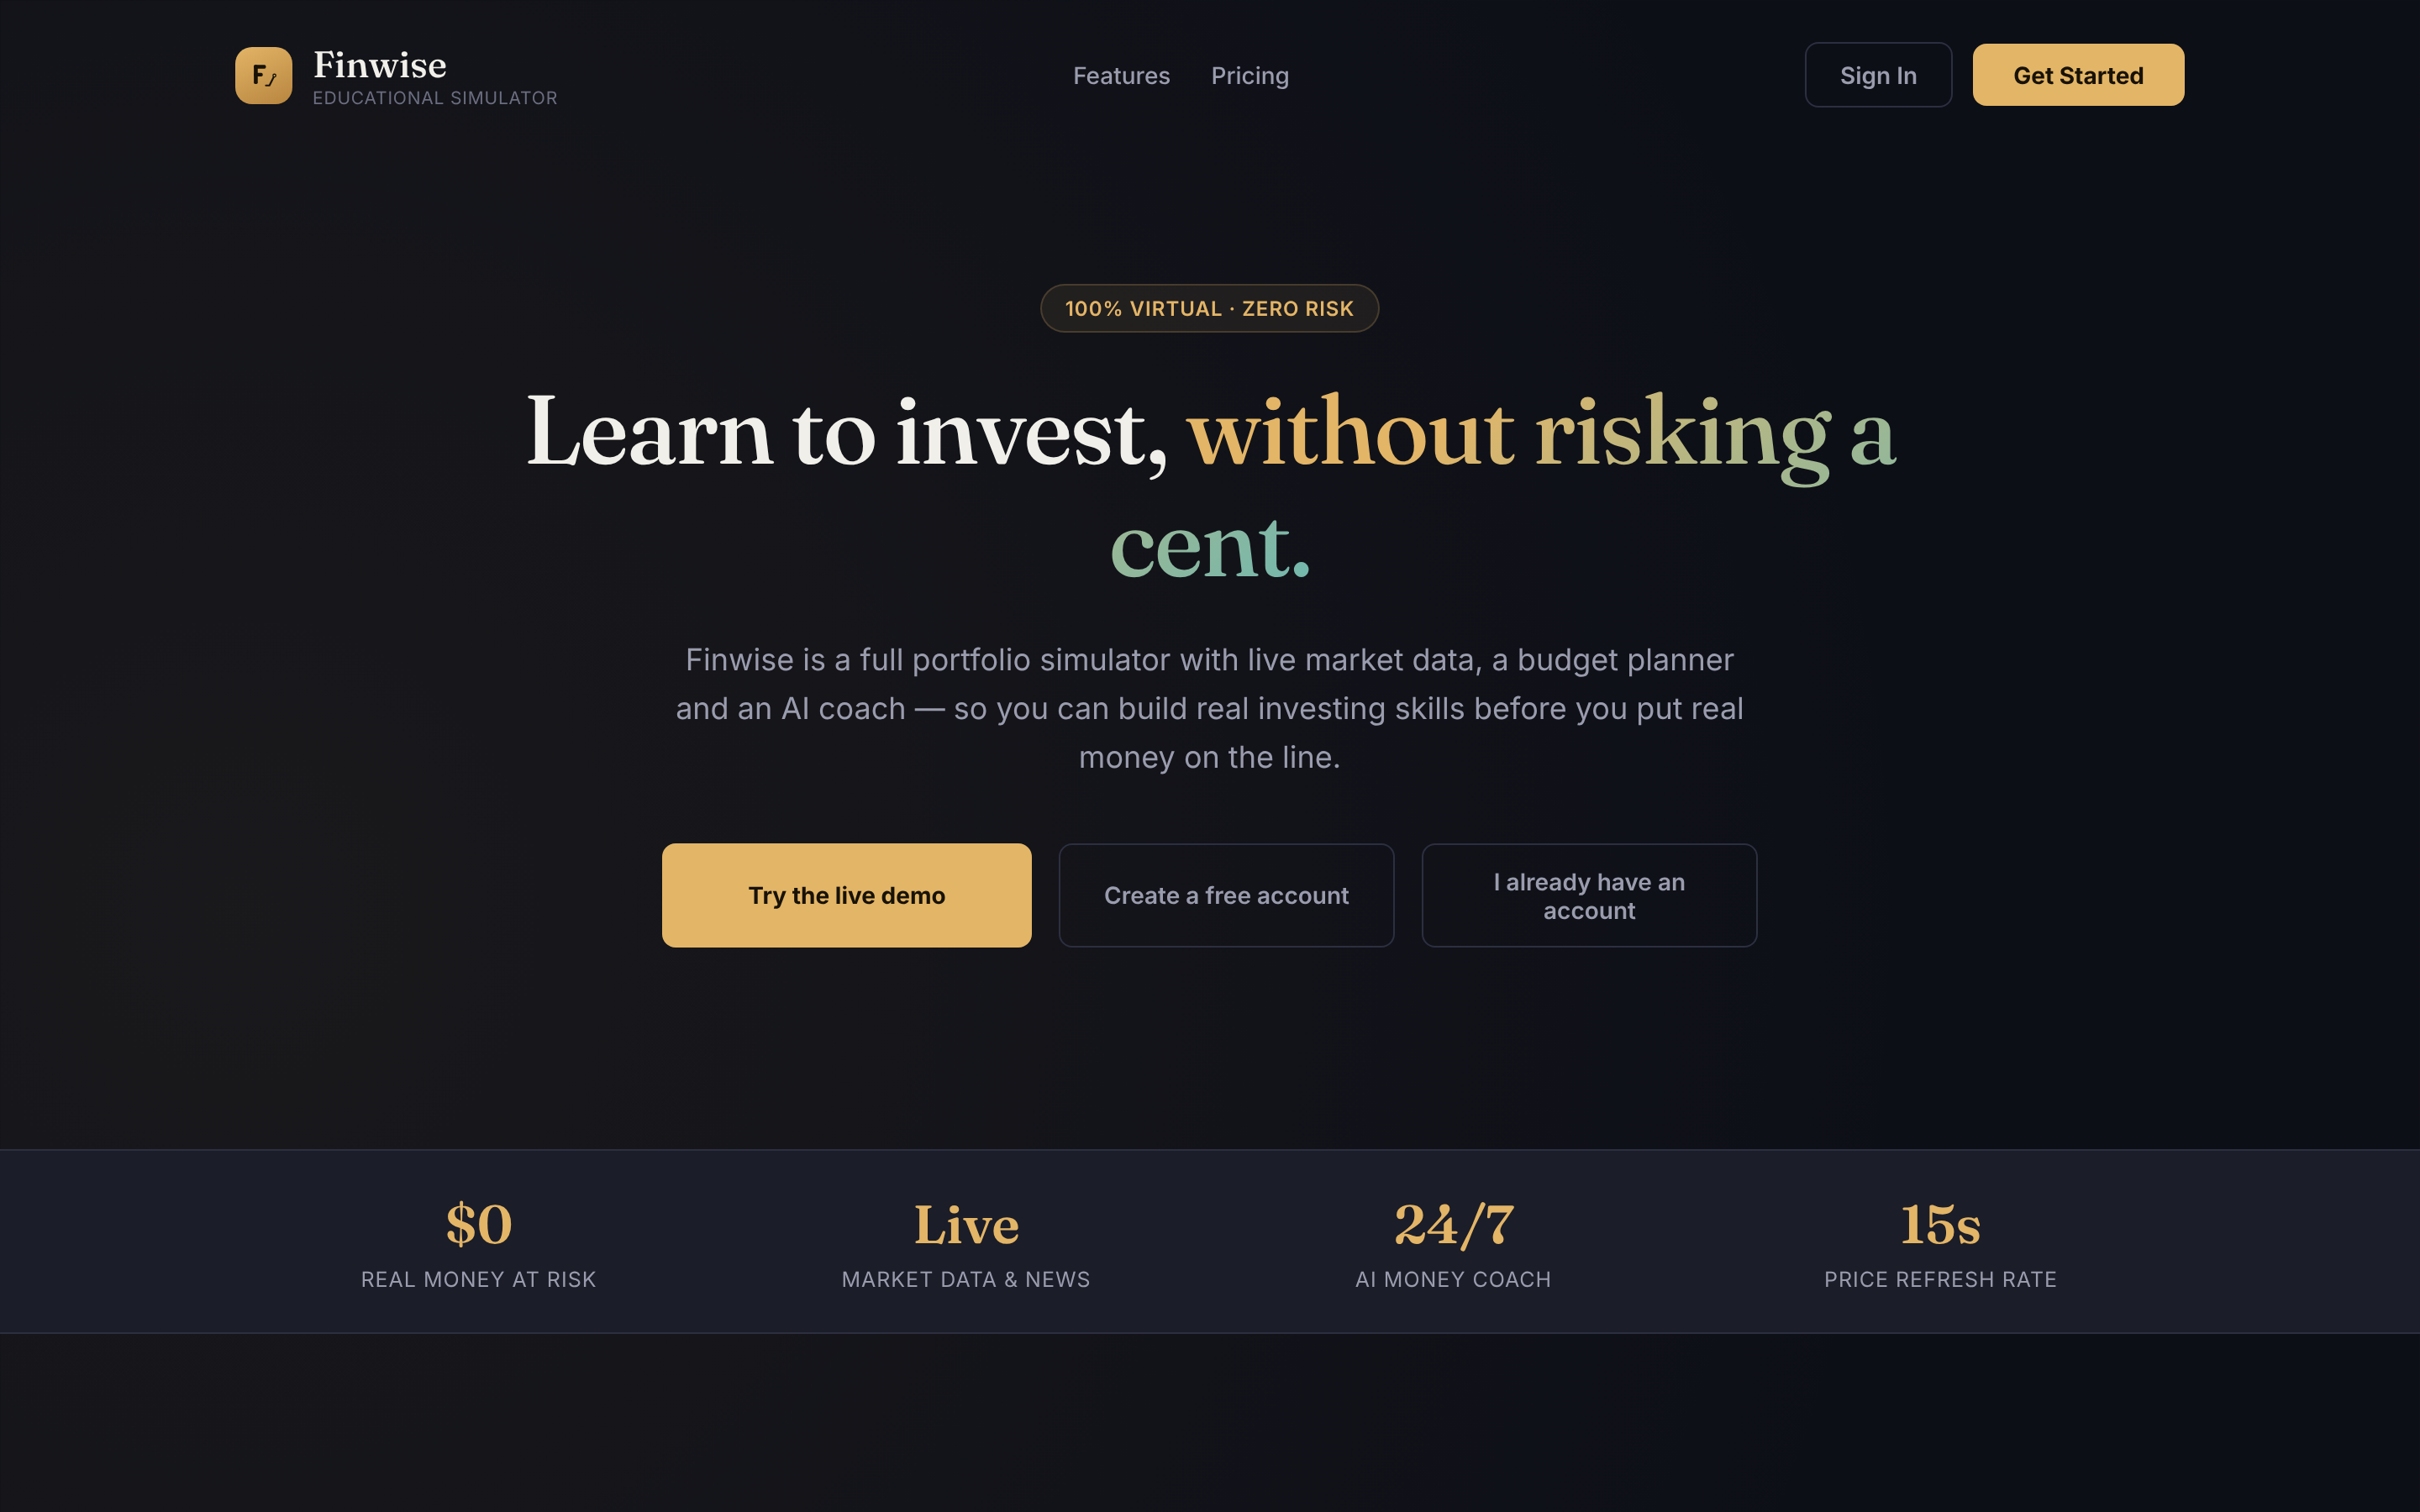 F
Finwise
EDUCATIONAL SIMULATOR
Features
Pricing
Sign In
Get Started
100% VIRTUAL · ZERO RISK
Learn to invest, without risking a
cent.
Finwise is a full portfolio simulator with live market data, a budget planner
and an AI coach — so you can build real investing skills before you put real
money on the line.
Try the live demo
Create a free account
I already have an
account
$0
REAL MONEY AT RISK
Live
MARKET DATA & NEWS
24/7
AI MONEY COACH
15s
PRICE REFRESH RATE